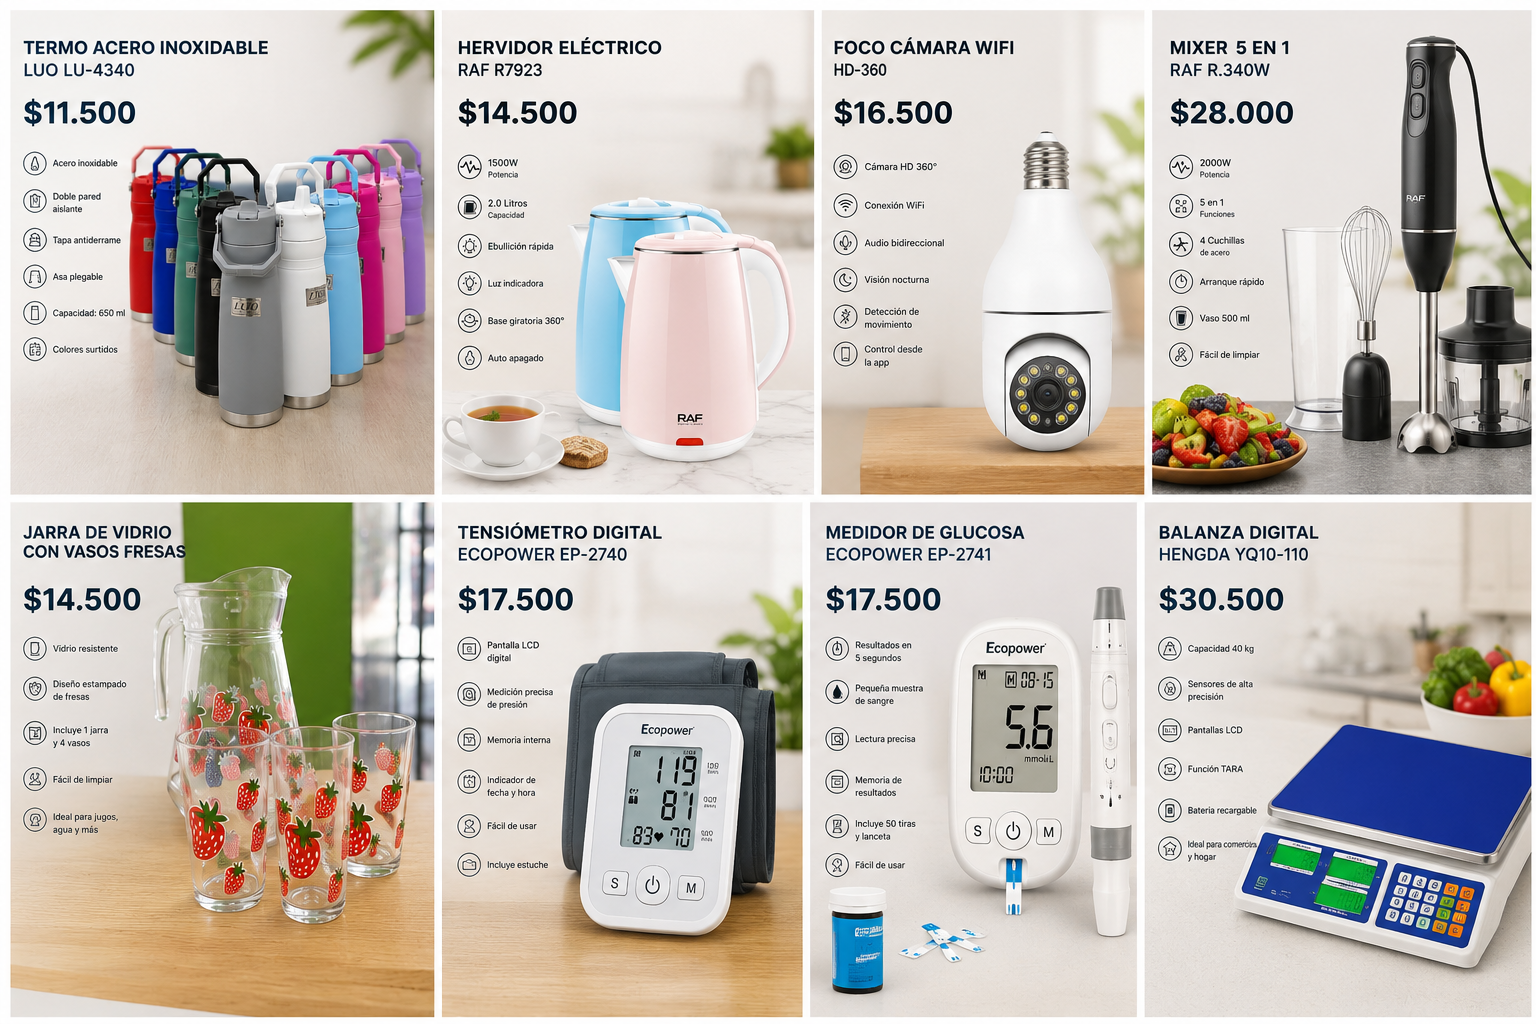 TERMO ACERO INOXIDABLE
LUO LU-4340
$11.500
Acero inoxidable
Doble pared
aislante
Tapa antiderrame
Asa plegable
Capacidad: 650 ml
Colores surtidos
LUO
HERVIDOR ELÉCTRICO
RAF R7923
$14.500
1500W
Potencia
2.0 Litros
Capacidad
Ebullición rápida
Luz indicadora
Base giratoria 360°
Auto apagado
RAF
FOCO CÁMARA WIFI
HD-360
$16.500
Cámara HD 360°
Conexión WiFi
Audio bidireccional
Visión nocturna
Detección de
movimiento
Control desde
la app
MIXER 5 EN 1
RAF R.340W
$28.000
2000W
Potencia
5 en 1
Funciones
4 Cuchillas
de acero
Arranque rápido
Vaso 500 ml
Fácil de limpiar
RAF
JARRA DE VIDRIO
CON VASOS FRESAS
$14.500
Vidrio resistente
Diseño estampado
de fresas
Incluye 1 jarra
y 4 vasos
Fácil de limpiar
Ideal para jugos,
agua y más
TENSIÓMETRO DIGITAL
ECOPOWER EP-2740
$17.500
Pantalla LCD
digital
Medición precisa
de presión
Memoria interna
Indicador de
fecha y hora
Fácil de usar
Incluye estuche
Ecopower
119
81
83 70
S M
MEDIDOR DE GLUCOSA
ECOPOWER EP-2741
$17.500
Resultados en
5 segundos
Pequeña muestra
de sangre
Lectura precisa
Memoria de
resultados
Incluye 50 tiras
y lanceta
Fácil de usar
Ecopower
M 08-15
5.6
mmol/L
10:00
S M
BALANZA DIGITAL
HENGDA YQ10-110
$30.500
Capacidad 40 kg
Sensores de alta
precisión
Pantallas LCD
Función TARA
Bateria recargable
Ideal para comercios
y hogar